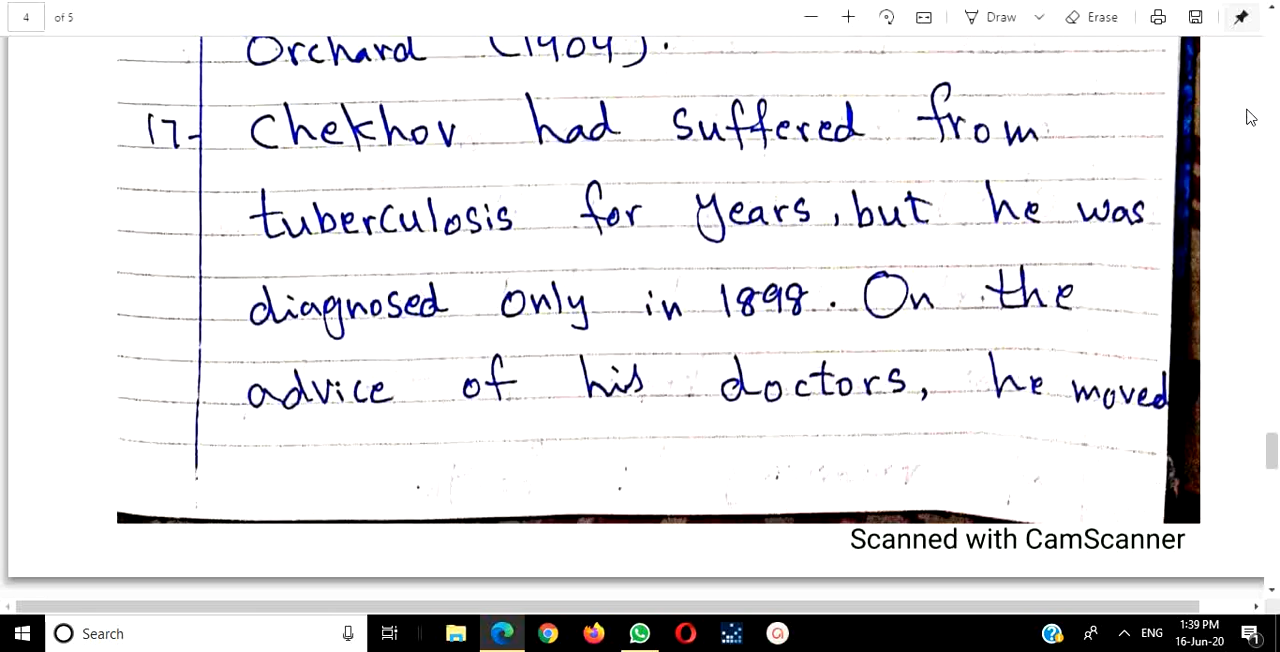 4 of 5 Draw Erase
Orchard (1904).
17- Chekhov had suffered from
tuberculosis for years, but he was
diagnosed only in 1898. On the
advice of his doctors, he moved
Scanned with CamScanner
Search ENG 1:39 PM
16-Jun-20
1